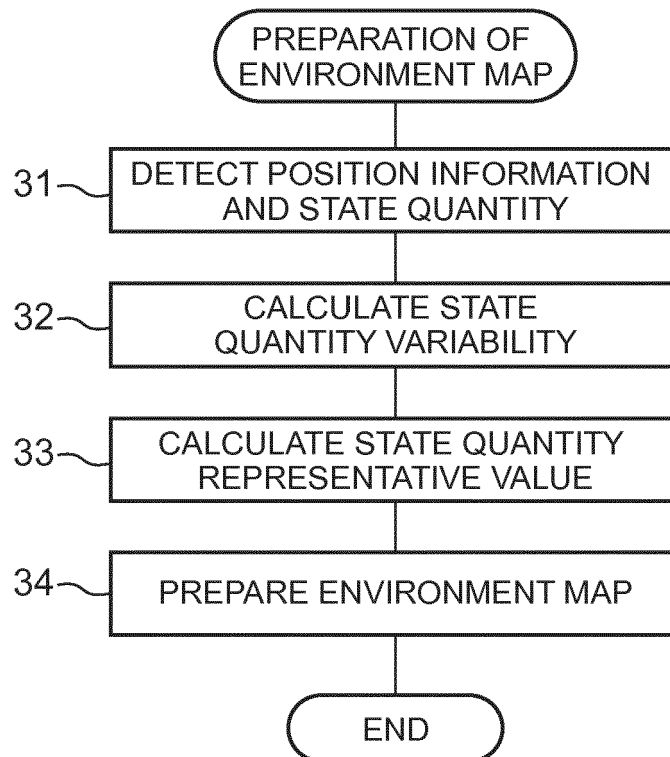 PREPARATION OF
ENVIRONMENT MAP
31
DETECT POSITION INFORMATION
AND STATE QUANTITY
32
CALCULATE STATE
QUANTITY VARIABILITY
33
CALCULATE STATE QUANTITY
REPRESENTATIVE VALUE
34
PREPARE ENVIRONMENT MAP
END